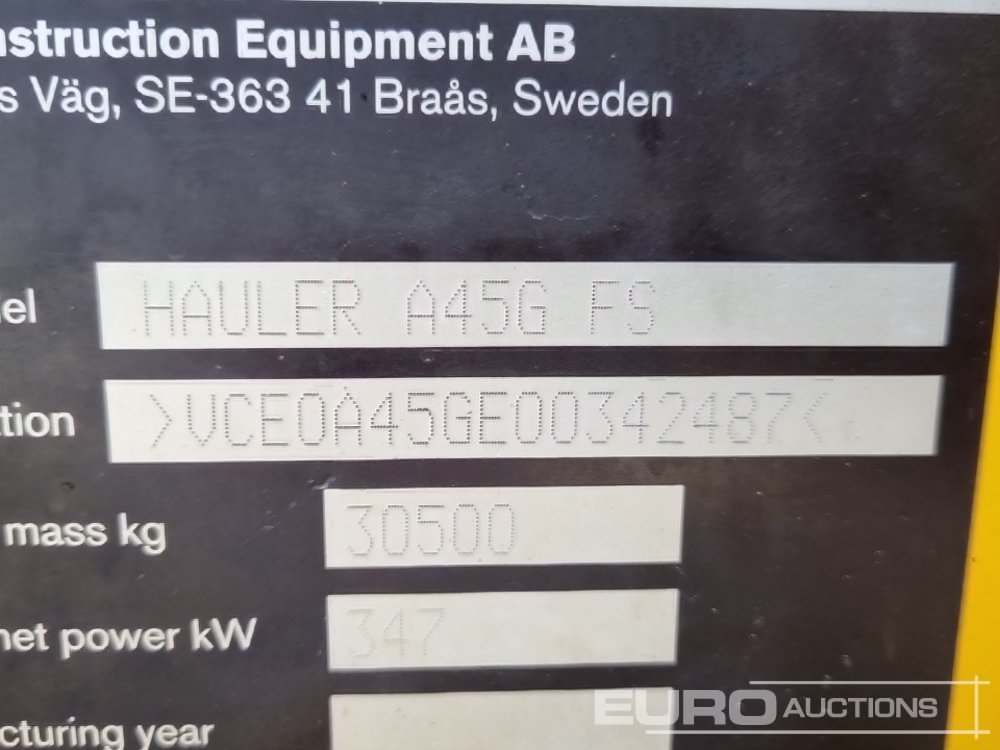 nstruction Equipment AB
s Väg, SE-363 41 Braås, Sweden
el HAULER A45G FS
tion >VCE0A45GE00342487<
mass kg 30500
net power kW 347
cturing year
EURO AUCTIONS